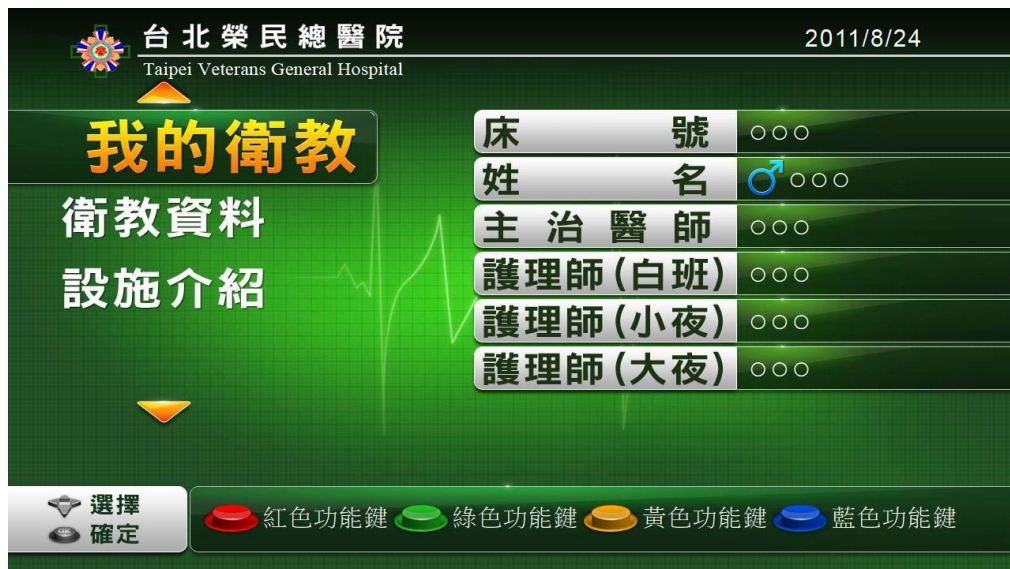 台北榮民總醫院
Taipei Veterans General Hospital
2011/8/24
我的衛教
衛教資料
設施介紹
床號 ○○○
姓名 ♂○○○
主治醫師 ○○○
護理師(白班) ○○○
護理師(小夜) ○○○
護理師(大夜) ○○○
選擇
確定
紅色功能鍵 綠色功能鍵 黃色功能鍵 藍色功能鍵